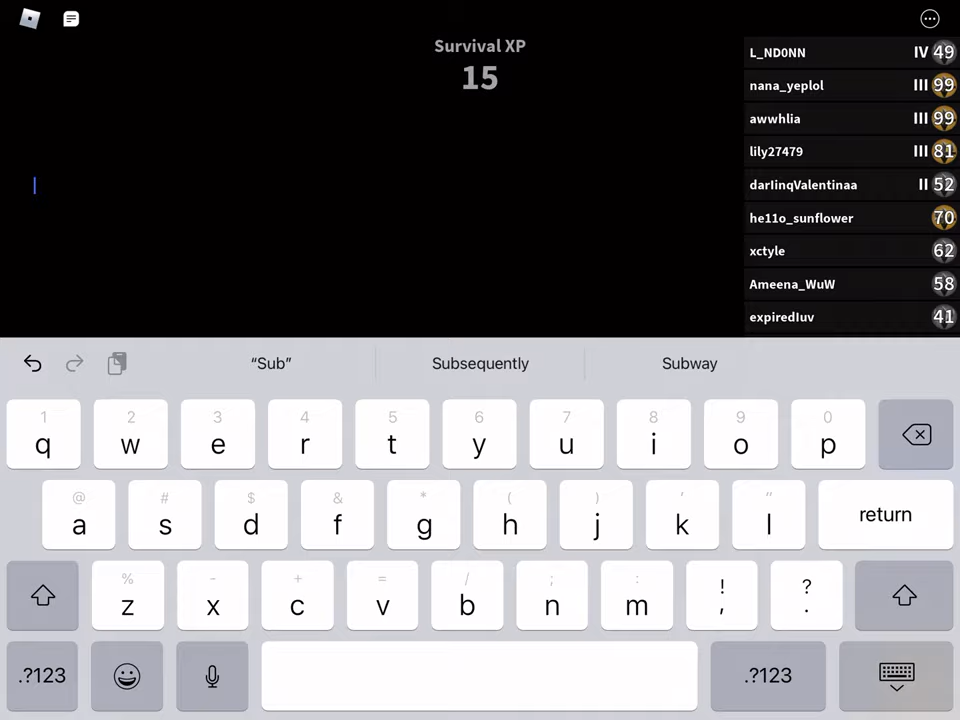 Survival XP
15
L_ND0NN IV 49
nana_yeplol III 99
awwhlia III 99
lily27479 III 81
darIinqValentinaa II 52
he11o_sunflower 70
xctyle 62
Ameena_WuW 58
expiredIuv 41
“Sub” Subsequently Subway
1 2 3 4 5 6 7 8 9 0
q w e r t y u i o p
@ # $ & * ( ) ' "
a s d f g h j k l return
% - + = / ; : ! ?
z x c v b n m , .
.?123 .?123